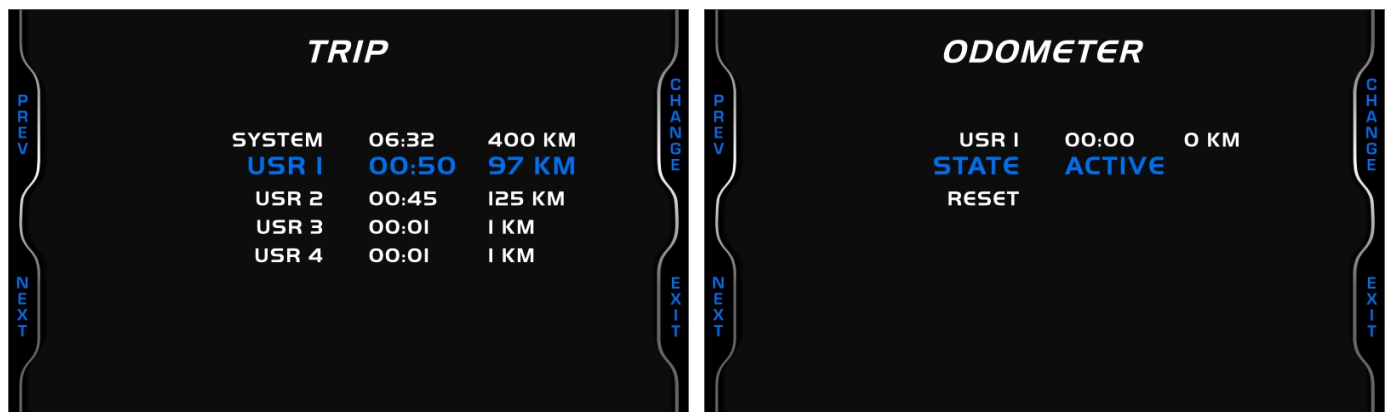 TRIP
PREV
CHANGE
SYSTEM 06:32 400 KM
USR 1 00:50 97 KM
USR 2 00:45 125 KM
USR 3 00:01 1 KM
USR 4 00:01 1 KM
NEXT
EXIT
ODOMETER
PREV
CHANGE
USR 1 00:00 0 KM
STATE ACTIVE
RESET
NEXT
EXIT